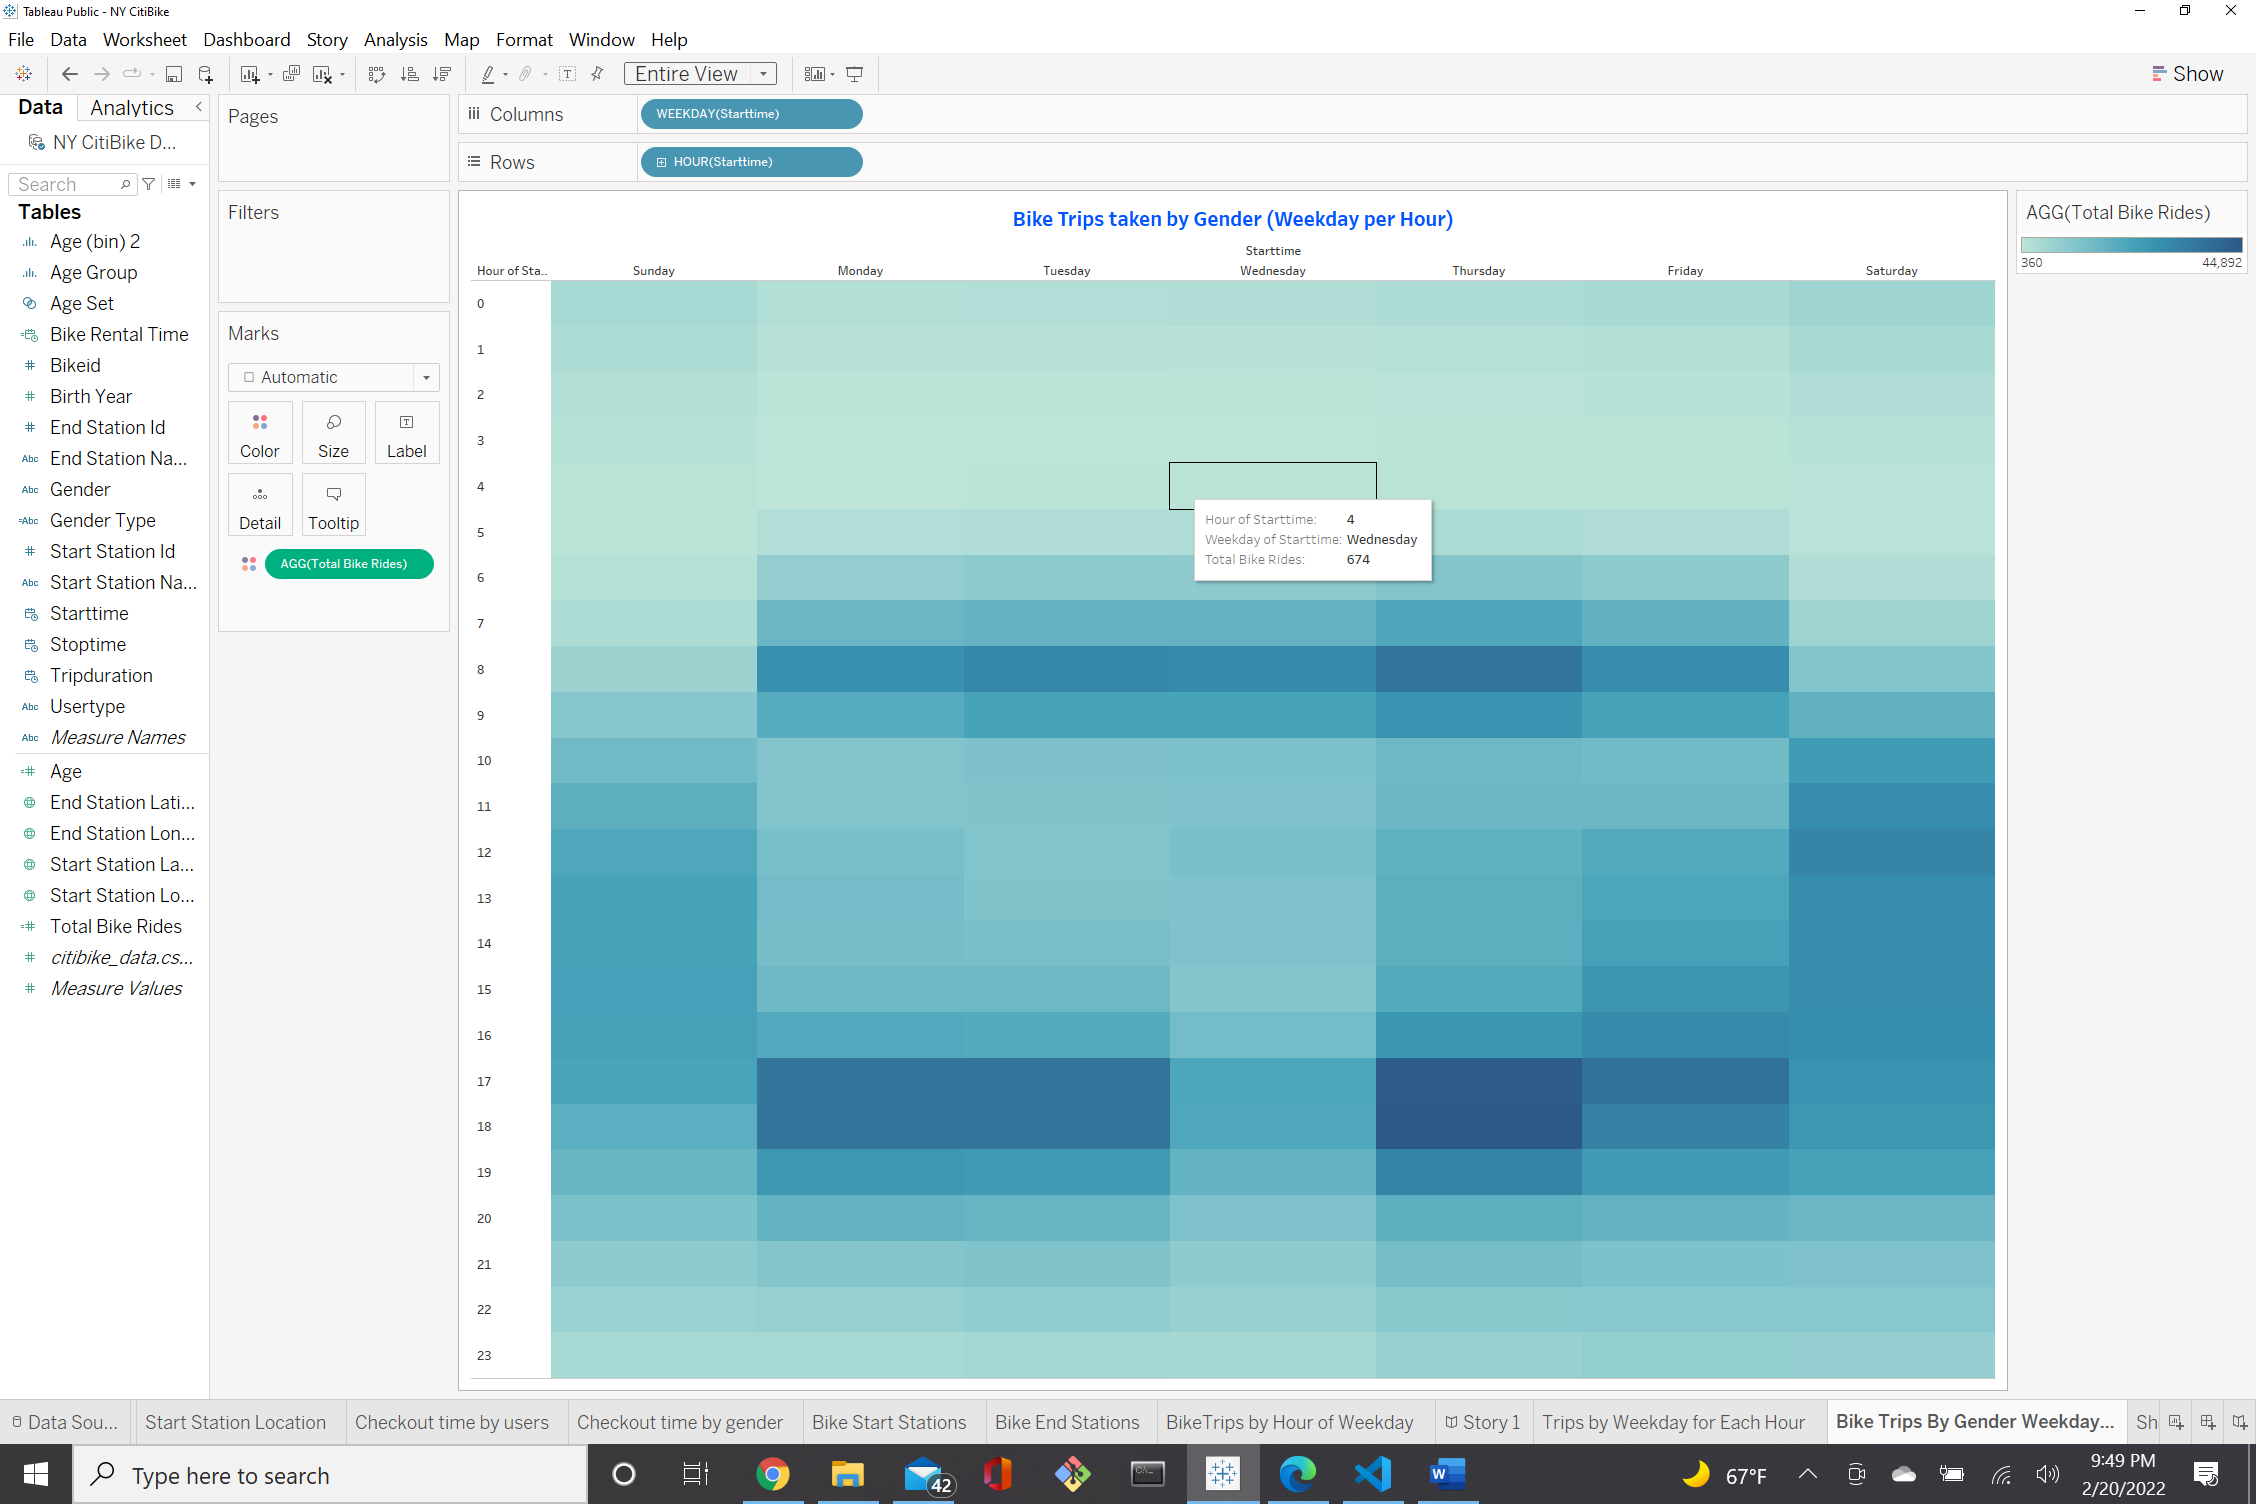 Tableau Public - NY CitiBike
File Data Worksheet Dashboard Story Analysis Map Format Window Help
Entire View
Show
Data Analytics
NY CitiBike D...
Search
Tables
Age (bin) 2
Age Group
Age Set
Bike Rental Time
Bikeid
Birth Year
End Station Id
Abc End Station Na...
Abc Gender
=Abc Gender Type
Start Station Id
Abc Start Station Na...
Starttime
Stoptime
Tripduration
Abc Usertype
Abc Measure Names
Age
End Station Lati...
End Station Lon...
Start Station La...
Start Station Lo...
Total Bike Rides
citibike_data.cs...
Measure Values
Pages
Filters
Marks
Automatic
Color Size Label
Detail Tooltip
AGG(Total Bike Rides)
Columns WEEKDAY(Starttime)
Rows HOUR(Starttime)
Bike Trips taken by Gender (Weekday per Hour)
Starttime
Hour of Sta.. Sunday Monday Tuesday Wednesday Thursday Friday Saturday
0
1
2
3
4
5
6
7
8
9
10
11
12
13
14
15
16
17
18
19
20
21
22
23
Hour of Starttime: 4
Weekday of Starttime: Wednesday
Total Bike Rides: 674
AGG(Total Bike Rides)
360 44,892
Data Sou... Start Station Location Checkout time by users Checkout time by gender Bike Start Stations Bike End Stations BikeTrips by Hour of Weekday Story 1 Trips by Weekday for Each Hour Bike Trips By Gender Weekday... Sh
Type here to search
42
W
67°F
9:49 PM
2/20/2022